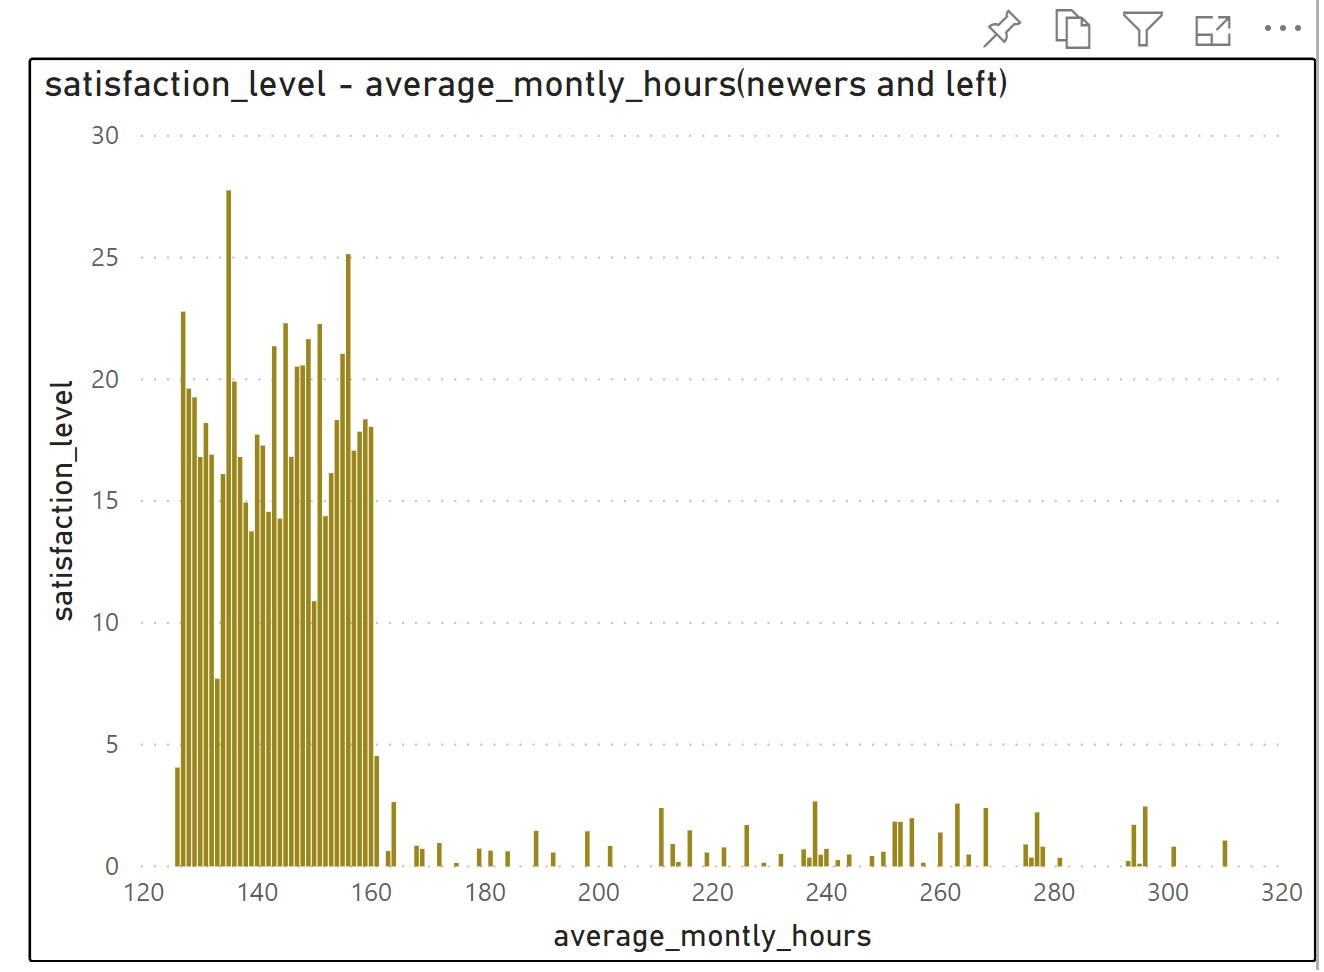 satisfaction_level - average_montly_hours(newers and left)
30
25
20
15
10
5
0
satisfaction_level
120 140 160 180 200 220 240 260 280 300 320
average_montly_hours